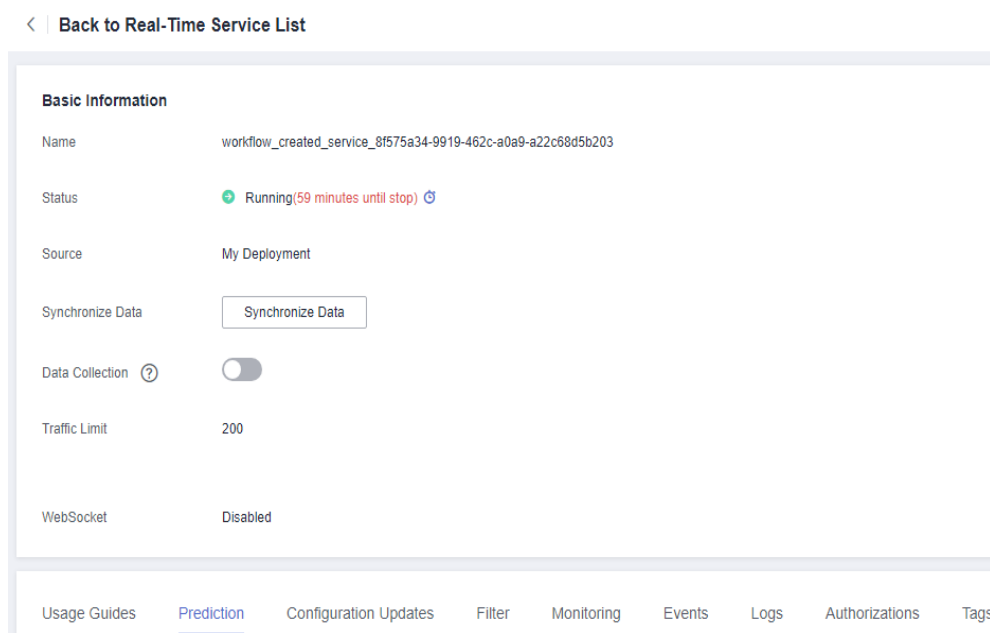 Back to Real-Time Service List
Basic Information
Name workflow_created_service_8f575a34-9919-462c-a0a9-a22c68d5b203
Status Running(59 minutes until stop)
Source My Deployment
Synchronize Data Synchronize Data
Data Collection ?
Traffic Limit 200
WebSocket Disabled
Usage Guides Prediction Configuration Updates Filter Monitoring Events Logs Authorizations Tags